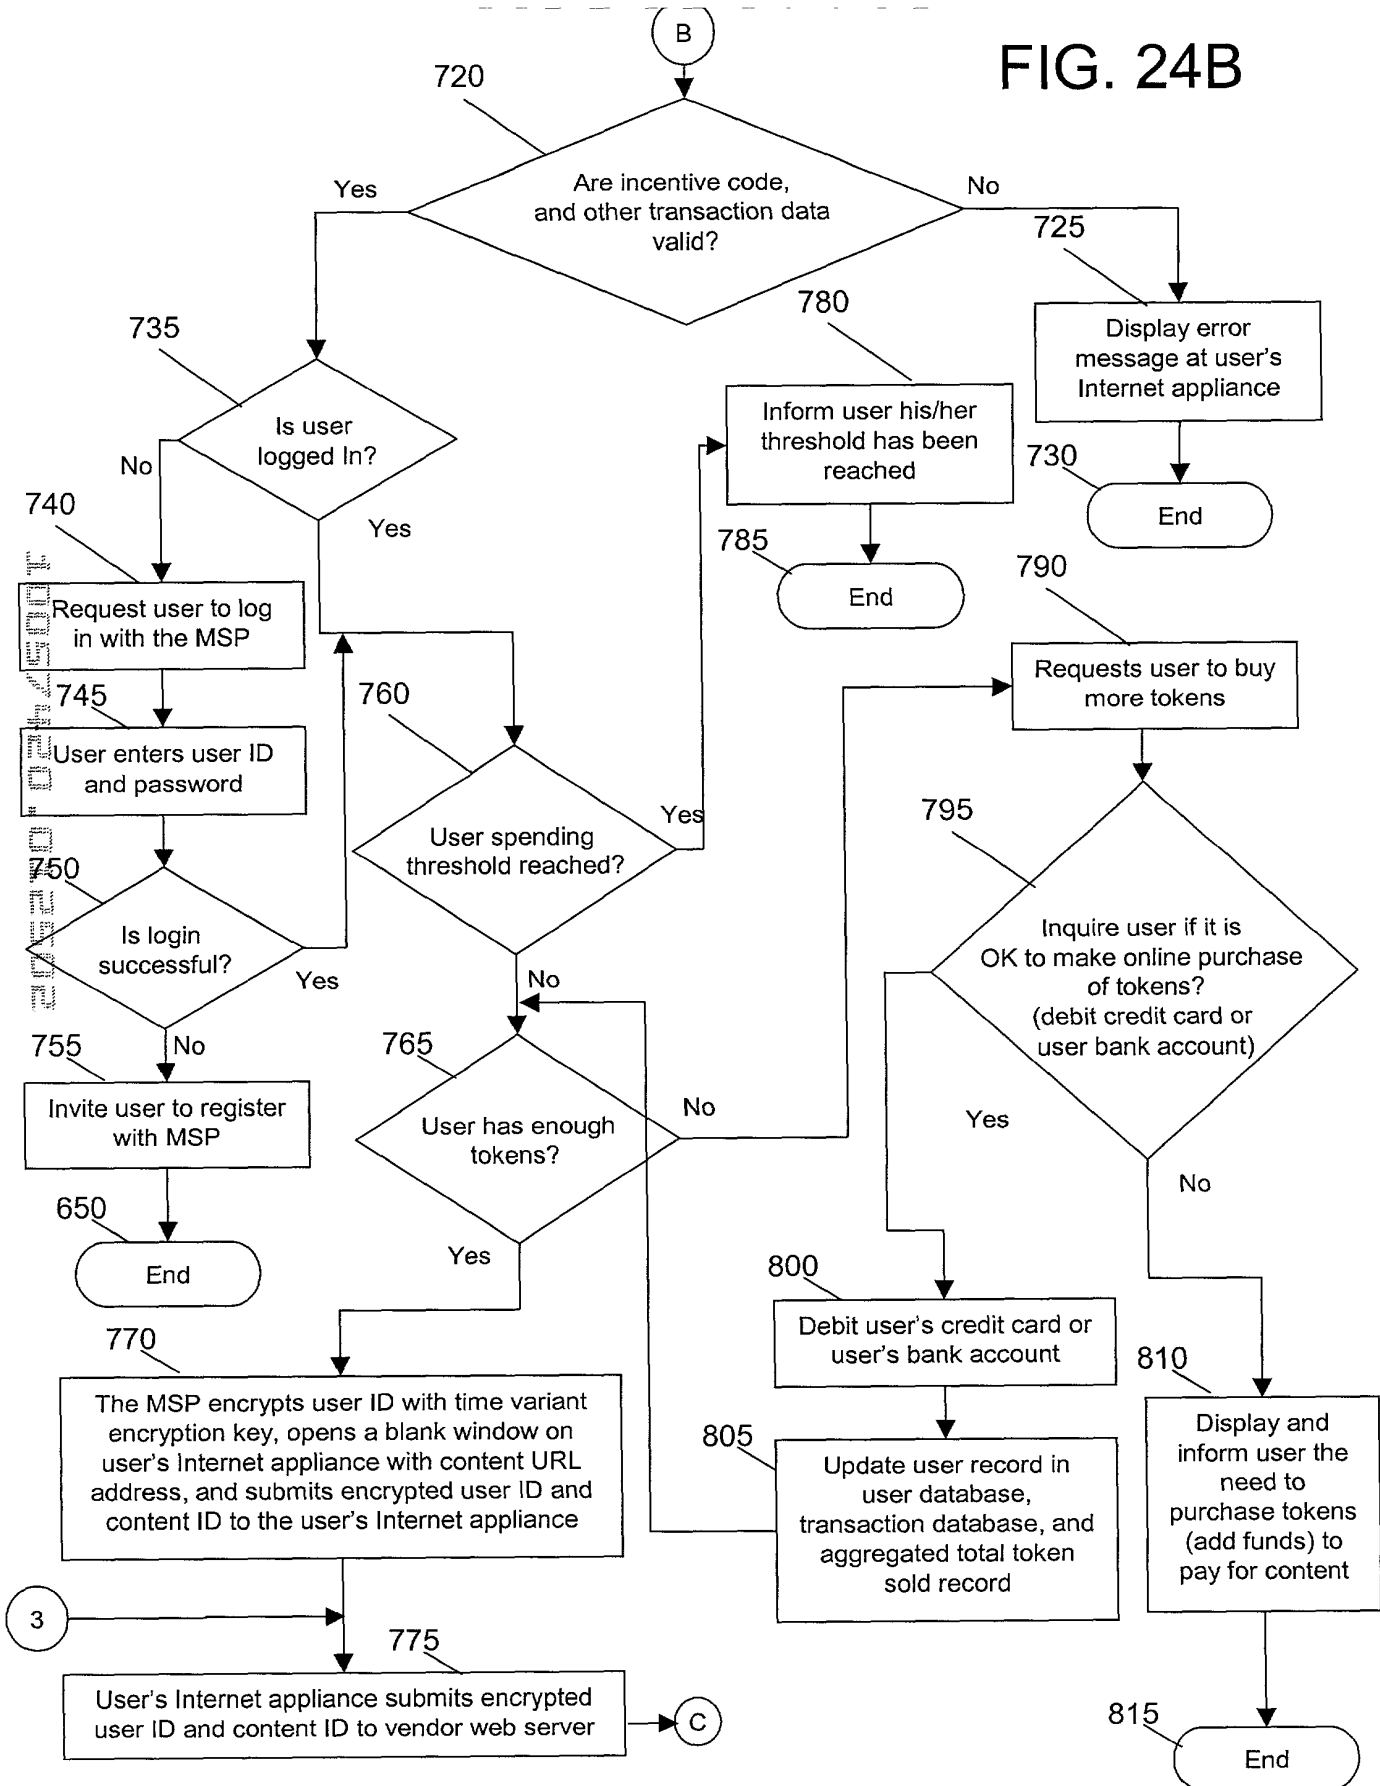 B
FIG. 24B
720
Are incentive code,
and other transaction data
valid?
Yes
No
725
Display error
message at user's
Internet appliance
730
End
735
Is user
logged In?
No
Yes
780
Inform user his/her
threshold has been
reached
785
End
740
Request user to log
in with the MSP
745
User enters user ID
and password
750
Is login
successful?
Yes
No
755
Invite user to register
with MSP
650
End
760
User spending
threshold reached?
Yes
No
765
User has enough
tokens?
No
Yes
790
Requests user to buy
more tokens
795
Inquire user if it is
OK to make online purchase
of tokens?
(debit credit card or
user bank account)
Yes
No
800
Debit user's credit card or
user's bank account
805
Update user record in
user database,
transaction database, and
aggregated total token
sold record
810
Display and
inform user the
need to
purchase tokens
(add funds) to
pay for content
815
End
770
The MSP encrypts user ID with time variant
encryption key, opens a blank window on
user's Internet appliance with content URL
address, and submits encrypted user ID and
content ID to the user's Internet appliance
3
775
User's Internet appliance submits encrypted
user ID and content ID to vendor web server
C